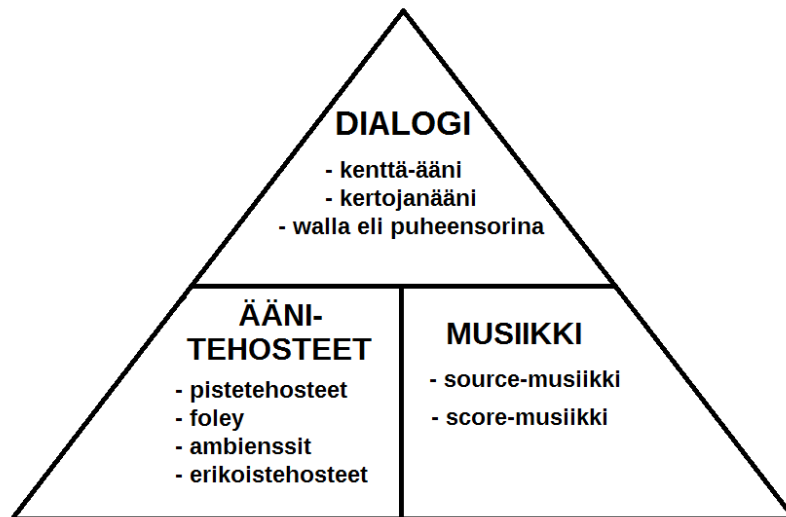 DIALOGI
- kenttä-ääni
- kertojanääni
- walla eli puheensorina
ÄÄNI-
TEHOSTEET
- pistetehosteet
- foley
- ambienssit
- erikoistehosteet
MUSIIKKI
- source-musiikki
- score-musiikki